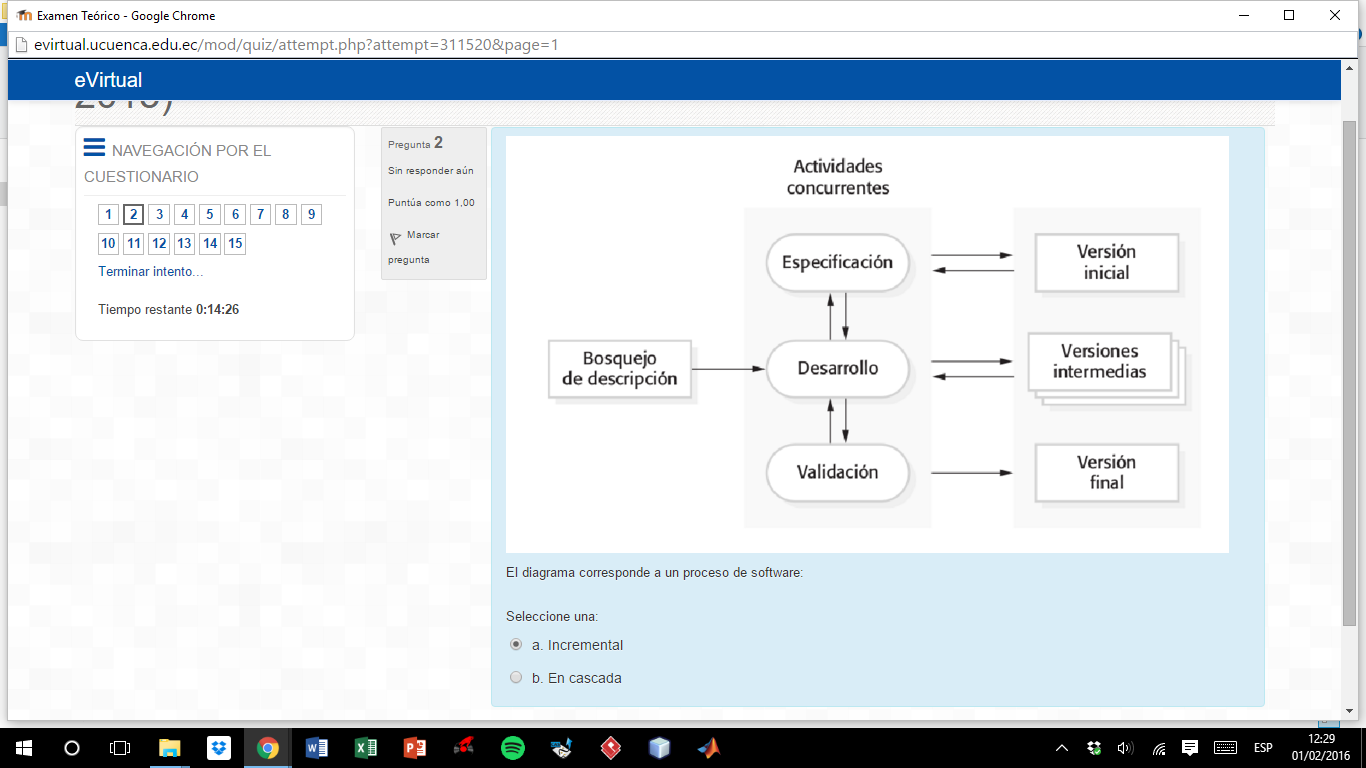 Examen Teórico - Google Chrome
evirtual.ucuenca.edu.ec/mod/quiz/attempt.php?attempt=311520&page=1
eVirtual
NAVEGACIÓN POR EL
CUESTIONARIO
1 2 3 4 5 6 7 8 9
10 11 12 13 14 15
Terminar intento...
Tiempo restante 0:14:26
Pregunta 2
Sin responder aún
Puntúa como 1,00
Marcar
pregunta
Actividades
concurrentes
Especificación
Versión
inicial
Bosquejo
de descripción
Desarrollo
Versiones
intermedias
Validación
Versión
final
El diagrama corresponde a un proceso de software:
Seleccione una:
a. Incremental
b. En cascada
ESP
12:29
01/02/2016